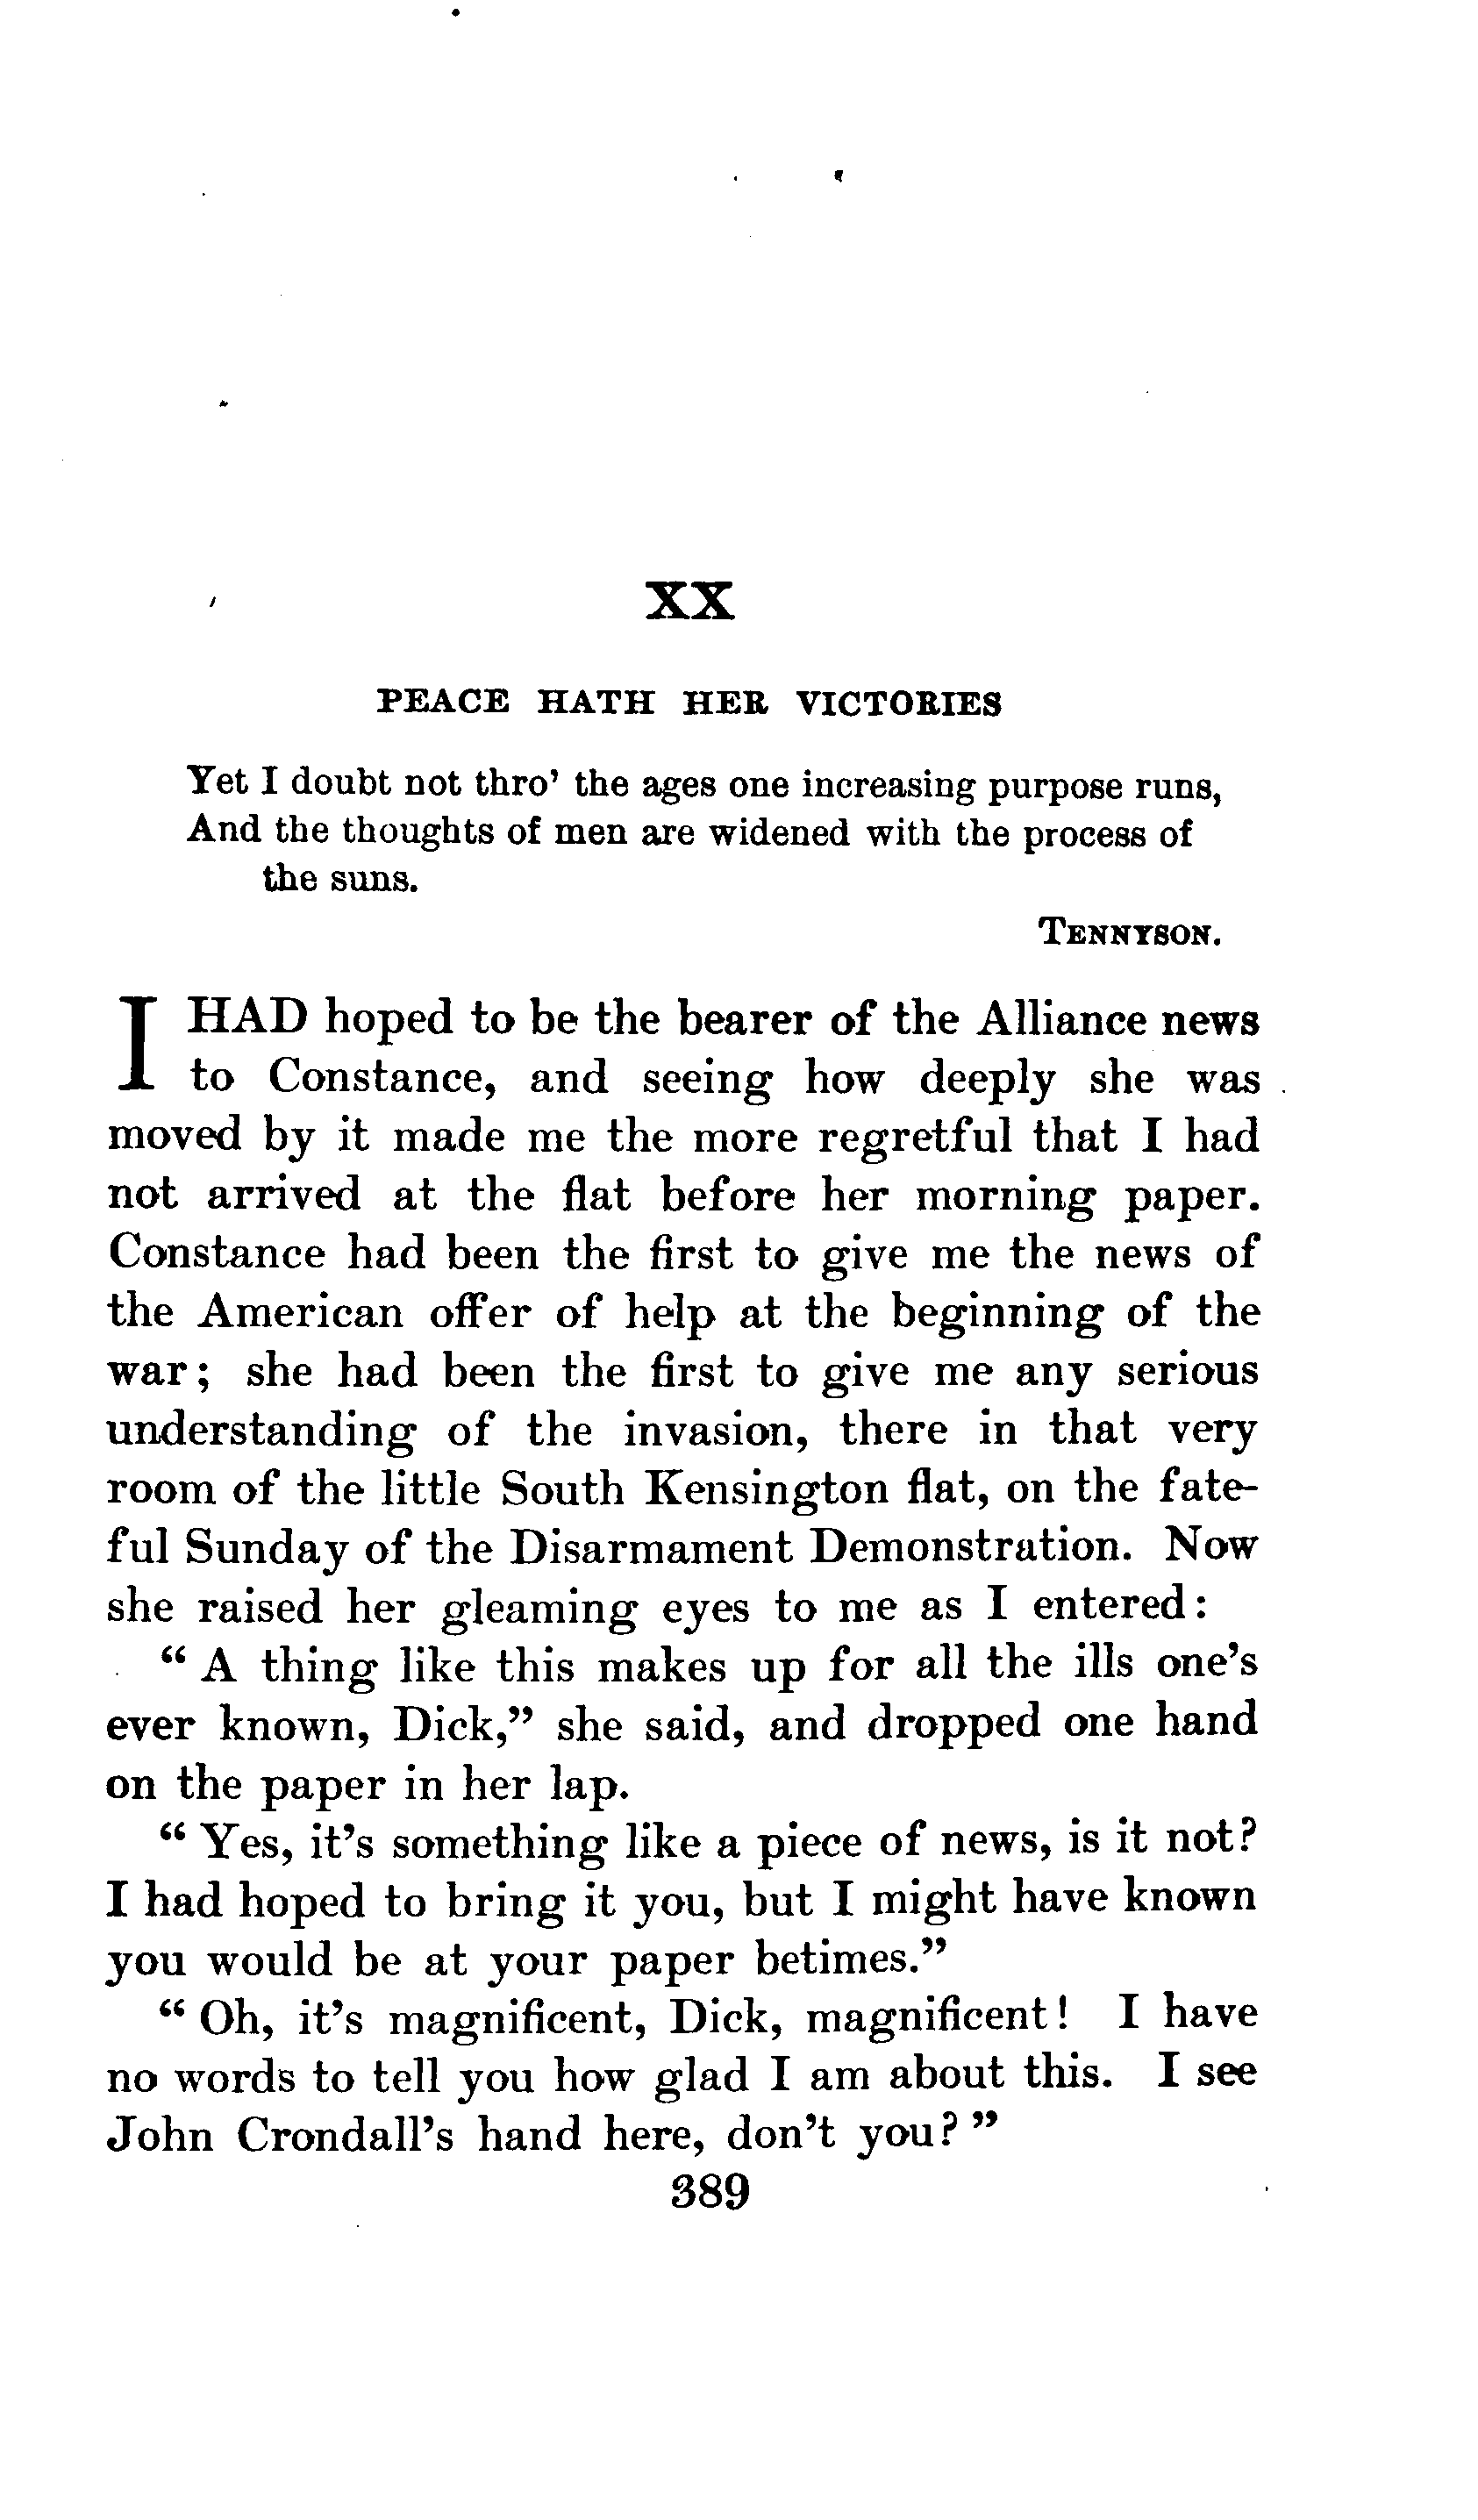 XX
PEACE HATH HER VICTORIES
Yet I doubt not thro' the ages one increasing purpose runs,
And the thoughts of men are widened with the process of
the suns.
TENNYSON.
I HAD hoped to be the bearer of the Alliance news
to Constance, and seeing how deeply she was
moved by it made me the more regretful that I had
not arrived at the flat before her morning paper.
Constance had been the first to give me the news of
the American offer of help at the beginning of the
war; she had been the first to give me any serious
understanding of the invasion, there in that very
room of the little South Kensington flat, on the fate-
ful Sunday of the Disarmament Demonstration. Now
she raised her gleaming eyes to me as I entered:
“ A thing like this makes up for all the ills one's
ever known, Dick,” she said, and dropped one hand
on the paper in her lap.
“ Yes, it's something like a piece of news, is it not?
I had hoped to bring it you, but I might have known
you would be at your paper betimes.”
“ Oh, it's magnificent, Dick, magnificent! I have
no words to tell you how glad I am about this. I see
John Crondall's hand here, don't you? ”
389